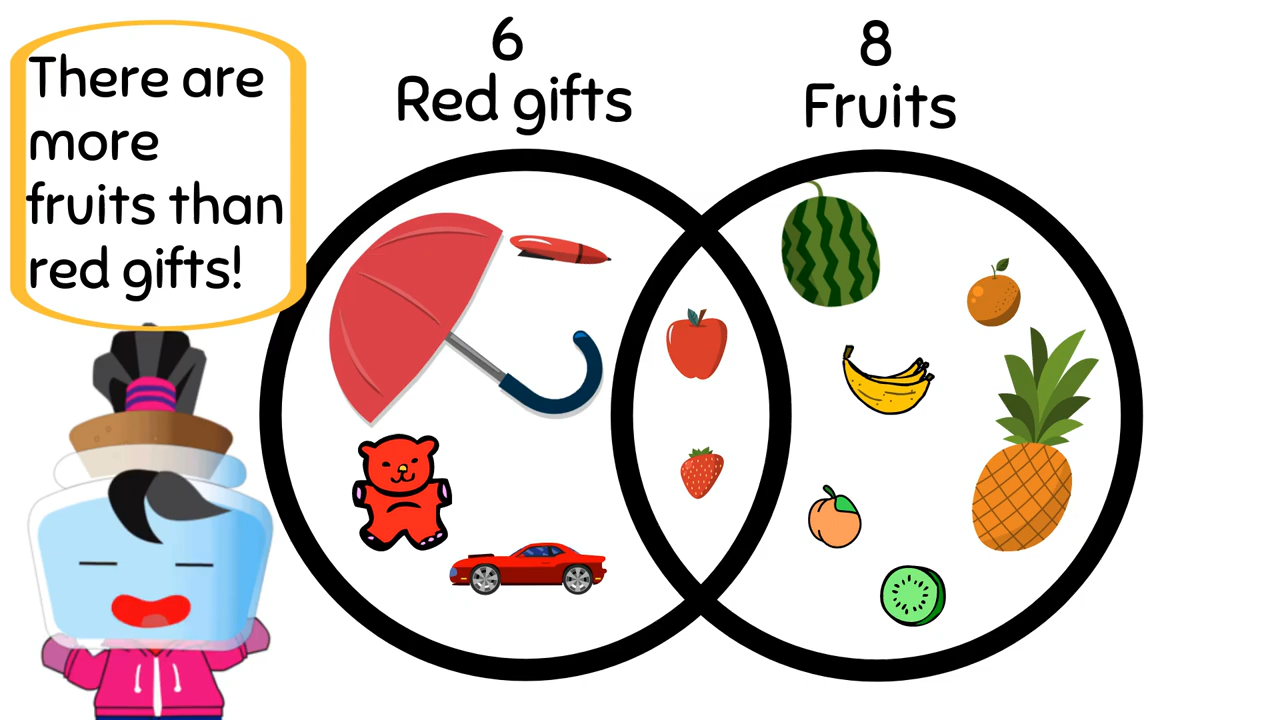 There are
more
fruits than
red gifts!
6
Red gifts
8
Fruits